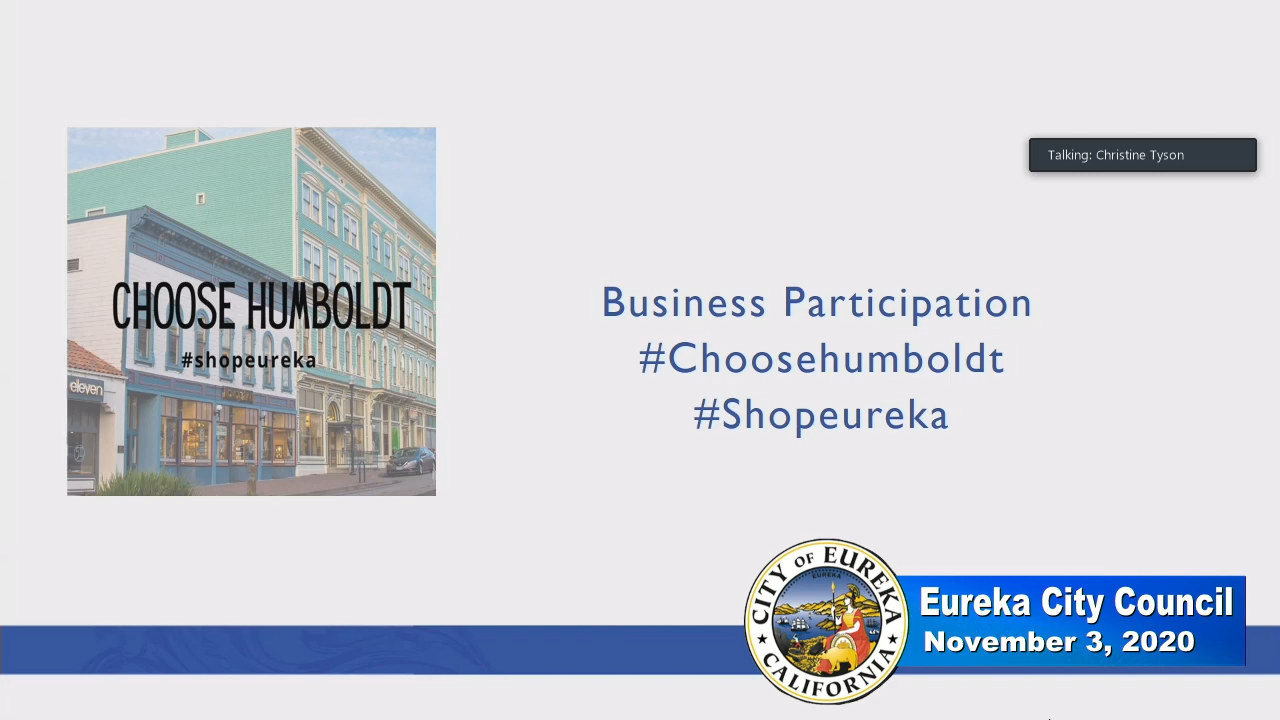 CHOOSE HUMBOLDT
#shopeureka
eleven
Talking: Christine Tyson
Business Participation
#Choosehumboldt
#Shopeureka
CITY OF EUREKA
EUREKA
CALIFORNIA
Eureka City Council
November 3, 2020